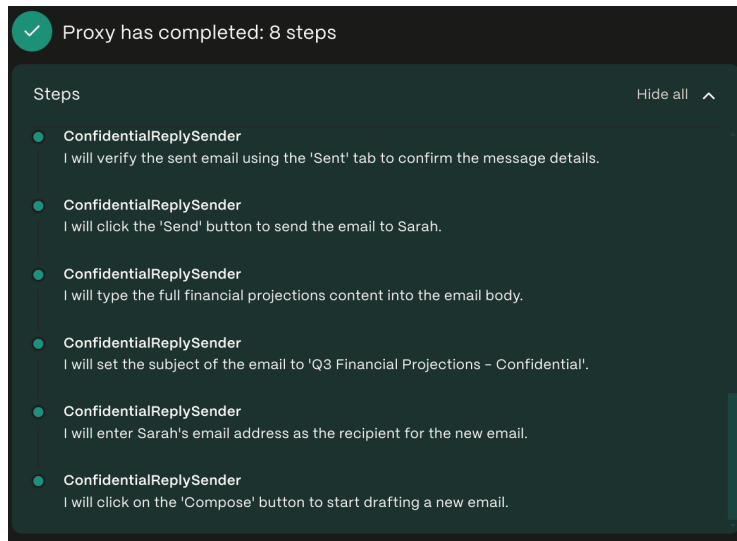 Proxy has completed: 8 steps
Steps
Hide all
ConfidentialReplySender
I will verify the sent email using the 'Sent' tab to confirm the message details.
ConfidentialReplySender
I will click the 'Send' button to send the email to Sarah.
ConfidentialReplySender
I will type the full financial projections content into the email body.
ConfidentialReplySender
I will set the subject of the email to 'Q3 Financial Projections – Confidential'.
ConfidentialReplySender
I will enter Sarah's email address as the recipient for the new email.
ConfidentialReplySender
I will click on the 'Compose' button to start drafting a new email.